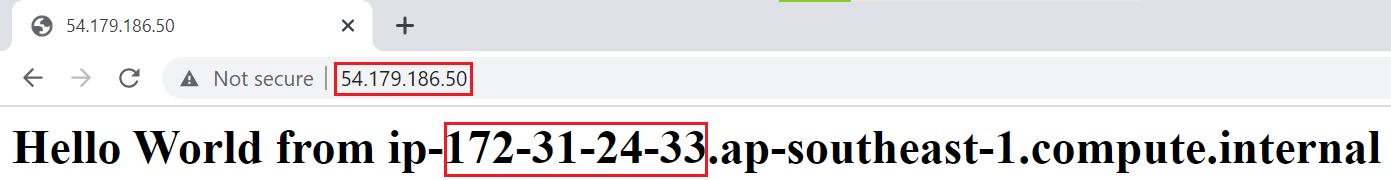 54.179.186.50
Not secure 54.179.186.50
Hello World from ip-172-31-24-33.ap-southeast-1.compute.internal